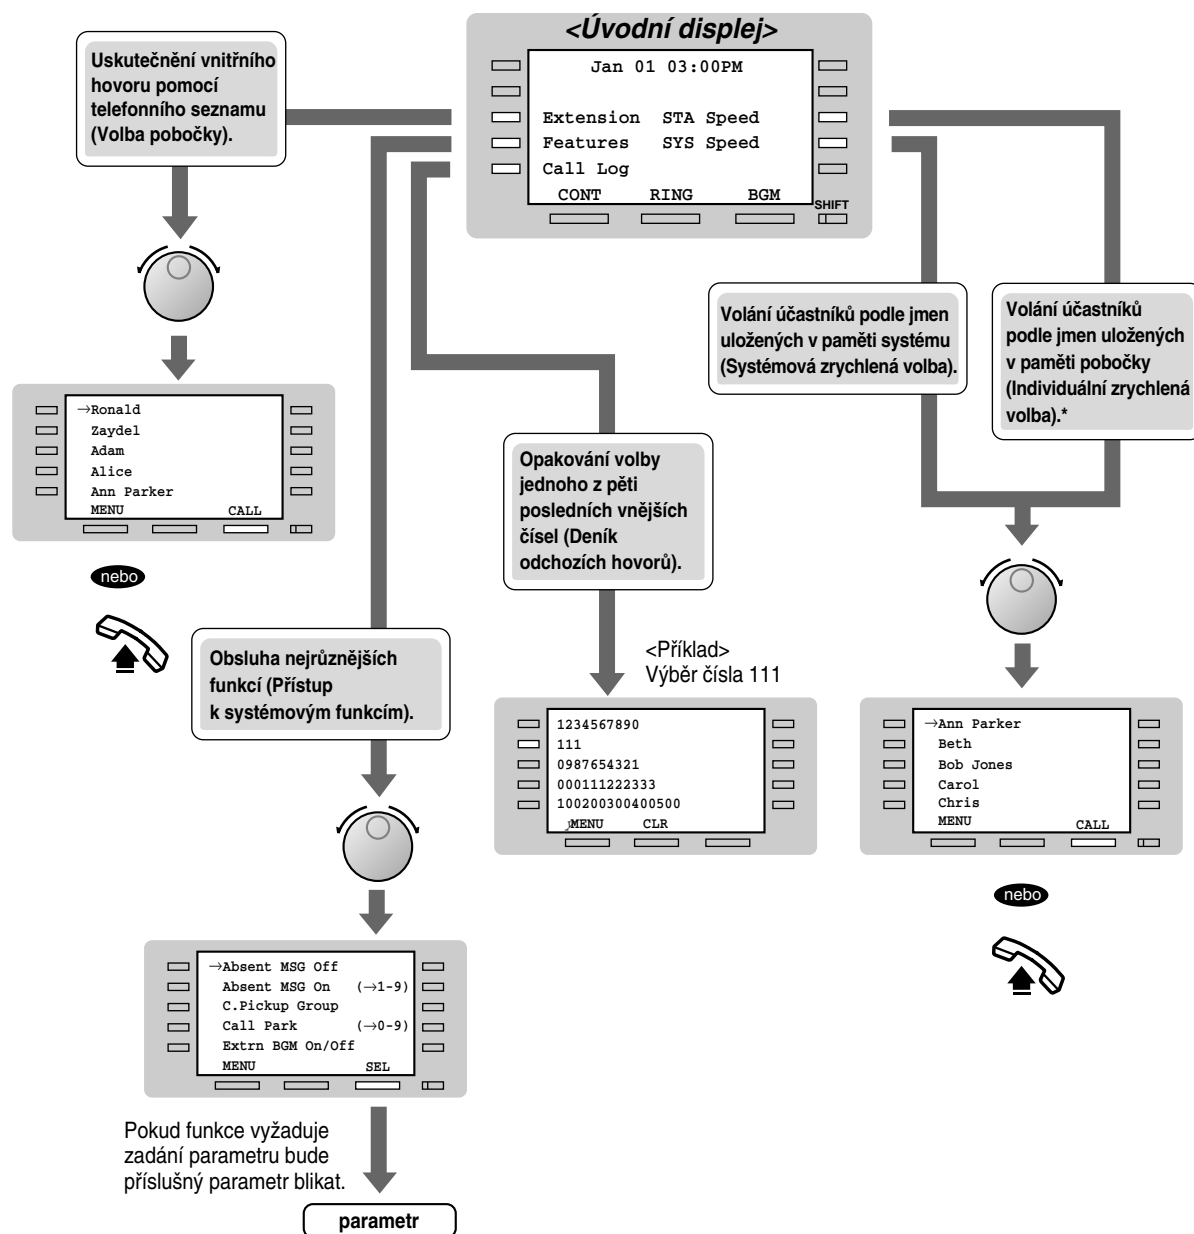 <Úvodní displej>
Jan 01 03:00PM
Extension STA Speed
Features SYS Speed
Call Log
CONT RING BGM
SHIFT
Uskutečnění vnitřního
hovoru pomocí
telefonního seznamu
(Volba pobočky).
→Ronald
Zaydel
Adam
Alice
Ann Parker
MENU CALL
nebo
Obsluha nejrůznějších
funkcí (Přístup
k systémovým funkcím).
→Absent MSG Off
Absent MSG On (→1-9)
C.Pickup Group
Call Park (→0-9)
Extrn BGM On/Off
MENU SEL
Pokud funkce vyžaduje
zadání parametru bude
příslušný parametr blikat.
parametr
Opakování volby
jednoho z pěti
posledních vnějších
čísel (Deník
odchozích hovorů).
<Příklad>
Výběr čísla 111
1234567890
111
0987654321
000111222333
100200300400500
MENU CLR
Volání účastníků podle jmen
uložených v paměti systému
(Systémová zrychlená volba).
Volání účastníků
podle jmen uložených
v paměti pobočky
(Individuální zrychlená
volba).*
→Ann Parker
Beth
Bob Jones
Carol
Chris
MENU CALL
nebo